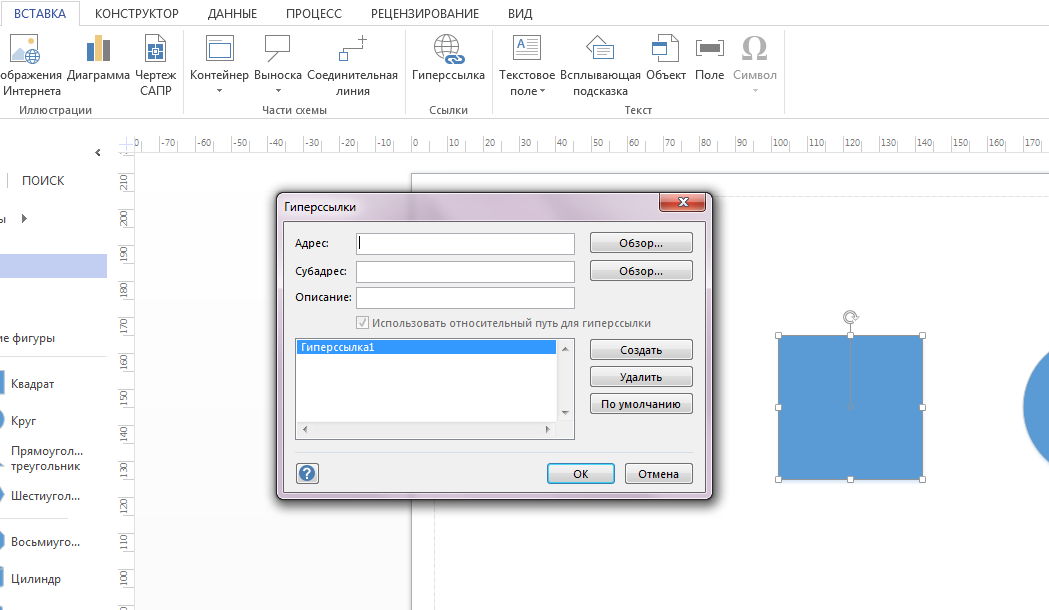 ВСТАВКА КОНСТРУКТОР ДАННЫЕ ПРОЦЕСС РЕЦЕНЗИРОВАНИЕ ВИД
ображения Диаграмма Чертеж Контейнер Выноска Соединительная Гиперссылка Текстовое Всплывающая Объект Поле Символ
Интернета САПР линия поле подсказка
Иллюстрации Части схемы Ссылки Текст
-70 -60 -50 -40 -30 -20 -10 0 10 20 30 40 50 60 70 80 90 100 110 120 130 140 150 160 170
ПОИСК
ы
ие фигуры
Квадрат
Круг
Прямоугол...
треугольник
Шестиугол...
Восьмиуго...
Цилиндр
210
200
190
180
170
160
150
140
130
120
110
100
Гиперссылки
Адрес: Обзор...
Субадрес: Обзор...
Описание:
Использовать относительный путь для гиперссылки
Гиперссылка1
Создать
Удалить
По умолчанию
ОК Отмена